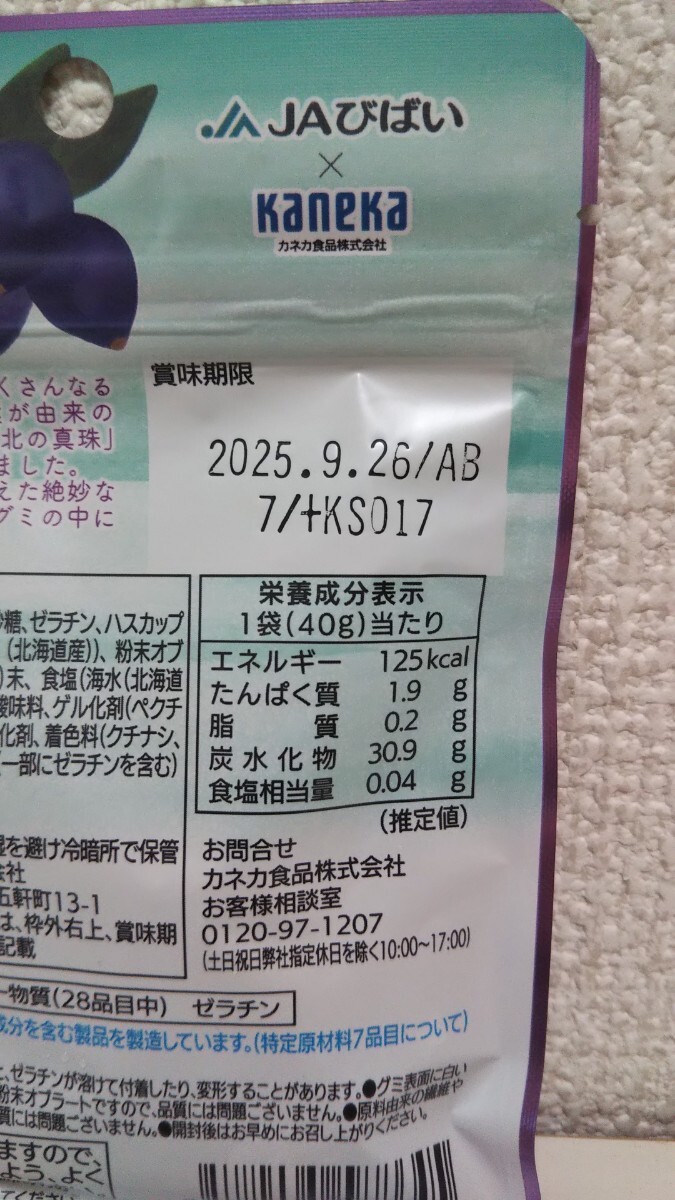 JAびばい
×
Kaneka
カネカ食品株式会社
くさんなる
が由来の
北の真珠」
ました。
えた絶妙な
グミの中に
賞味期限
2025.9.26/AB
7/+KS017
糖、ゼラチン、ハスカップ
(北海道産))、粉末オブ
)末、食塩(海水(北海道
酸味料、ゲル化剤(ペクチ
化剤、着色料(クチナシ、
(一部にゼラチンを含む)
を避け冷暗所で保管
会社
五軒町13-1
は、枠外右上、賞味期
記載
栄養成分表示
1袋(40g)当たり
エネルギー 125kcal
たんぱく質 1.9 g
脂質 0.2 g
炭水化物 30.9 g
食塩相当量 0.04 g
(推定値)
お問合せ
カネカ食品株式会社
お客様相談室
0120-97-1207
(土日祝日弊社指定休日を除く10:00〜17:00)
物質(28品目中) ゼラチン
成分を含む製品を製造しています。(特定原材料7品目について)
、ゼラチンが溶けて付着したり、変形することがあります。●グミ表面に白い
粉末オブラートですので、品質には問題ございません。●原料由来の繊維や
質には問題ございません。●開封後はお早めにお召し上がりください。
ますので、
よう、よく
てください